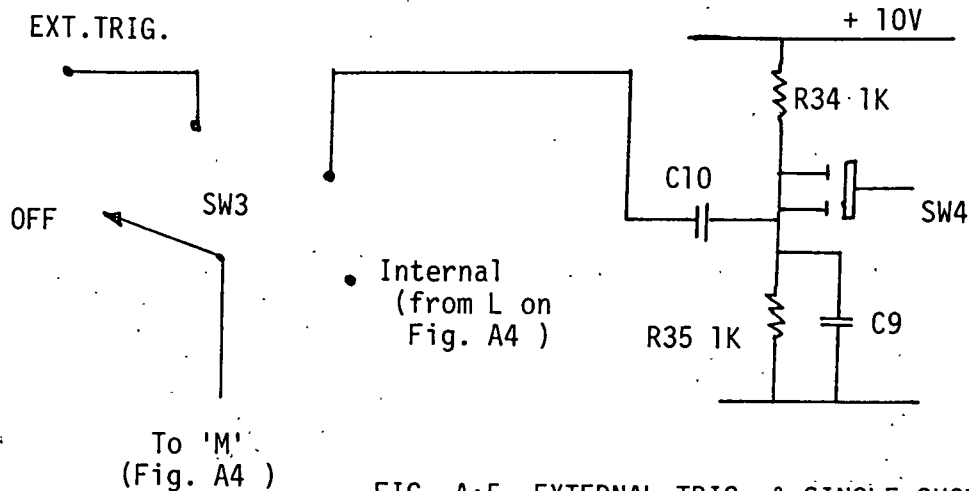 EXT.TRIG.
+ 10V
R34 1K
C10
SW3
OFF
SW4
Internal
(from L on
Fig. A4 )
R35 1K
C9
To 'M'
(Fig. A4 )